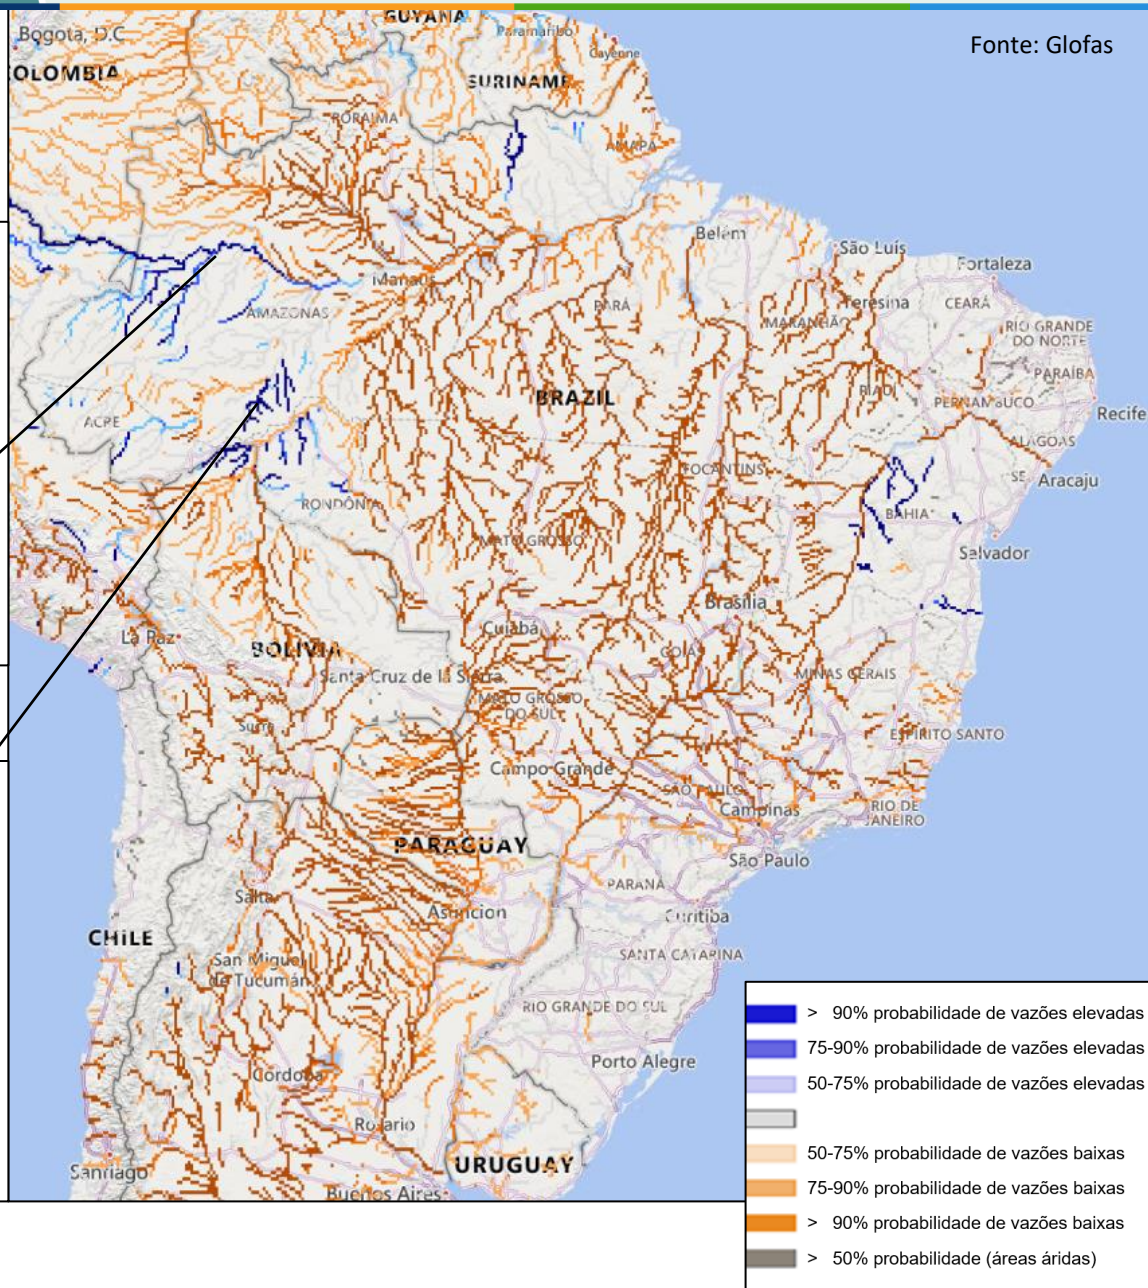 GUYANA
Bogota, D.C
Paramaribo
Fonte: Glofas
Cayenne
COLOMBIA
SURINAME
RORAIMA
AMAPÁ
Belém
São Luís
Fortaleza
Manaus
PARÁ
Teresina
CEARÁ
AMAZONAS
MARANHÃO
RIO GRANDE
DO NORTE
PARAÍBA
PIAUÍ
BRAZIL
PERNAMBUCO
Recife
ACRE
ALAGOAS
TOCANTINS
SE
Aracaju
RONDÔNIA
BAHIA
MATO GROSSO
Salvador
Brasília
La Paz
Cuiabá
BOLIVIA
GOIÁS
Santa Cruz de la Sierra
MINAS GERAIS
MATO GROSSO
DO SUL
Sucre
ESPÍRITO SANTO
Campo Grande
SÃO PAULO
Campinas
RIO DE
JANEIRO
PARAGUAY
São Paulo
PARANÁ
Salta
Asuncion
Curitiba
CHILE
SANTA CATARINA
San Miguel
de Tucumán
RIO GRANDE DO SUL
Porto Alegre
Córdoba
Rosario
Santiago
URUGUAY
Buenos Aires
> 90% probabilidade de vazões elevadas
75-90% probabilidade de vazões elevadas
50-75% probabilidade de vazões elevadas
50-75% probabilidade de vazões baixas
75-90% probabilidade de vazões baixas
> 90% probabilidade de vazões baixas
> 50% probabilidade (áreas áridas)